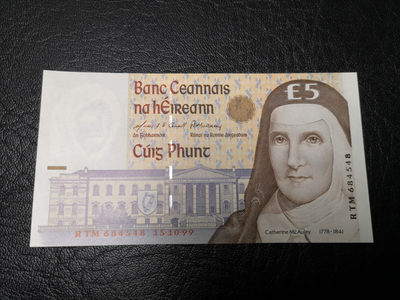 Banc Ceannais
£5
na hÉireann
An Gobharnóir
Rúnaí na Roinne Airgeadais
Cúig Phunt
RTM 684548
RTM 684548 15·10·99
Catherine McAuley 1778-1841